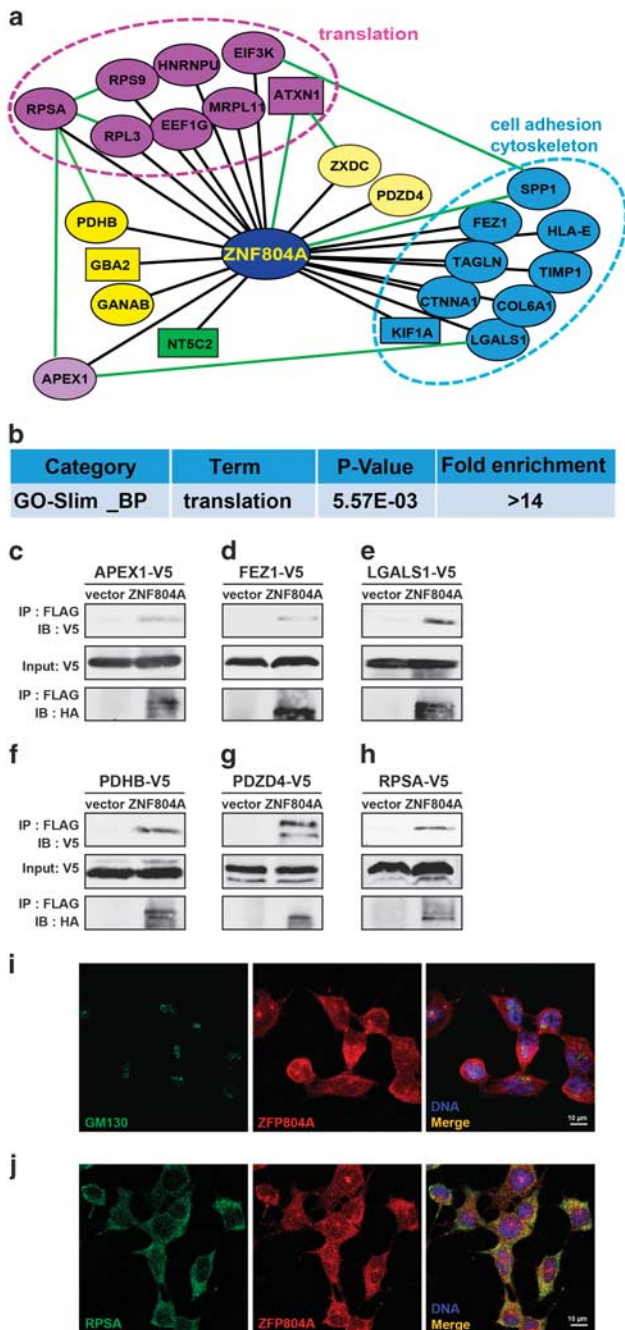 a
translation
EIF3K
HNRNPU
RPS9
ATXN1
MRPL11
RPSA
EEF1G
RPL3
cell adhesion
cytoskeleton
ZXDC
SPP1
PDZD4
PDHB
FEZ1
HLA-E
ZNF804A
GBA2
TAGLN
TIMP1
GANAB
CTNNA1
COL6A1
KIF1A
NT5C2
LGALS1
APEX1
b
Category Term P-Value Fold enrichment
GO-Slim _BP translation 5.57E-03 >14
c d e
APEX1-V5 FEZ1-V5 LGALS1-V5
vector ZNF804A vector ZNF804A vector ZNF804A
IP : FLAG
IB : V5
Input: V5
IP : FLAG
IB : HA
f g h
PDHB-V5 PDZD4-V5 RPSA-V5
vector ZNF804A vector ZNF804A vector ZNF804A
IP : FLAG
IB : V5
Input: V5
IP : FLAG
IB : HA
i
GM130 ZFP804A DNA
Merge 10 µm
j
RPSA ZFP804A DNA
Merge 10 µm